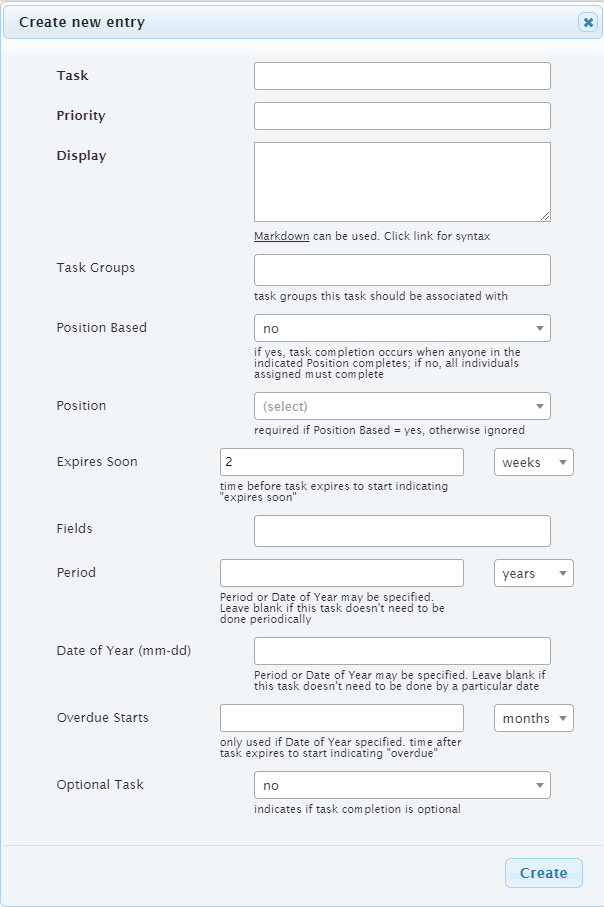 Create new entry
Task
Priority
Display
Markdown can be used. Click link for syntax
Task Groups
task groups this task should be associated with
Position Based
no
if yes, task completion occurs when anyone in the
indicated Position completes; if no, all individuals
assigned must complete
Position
(select)
required if Position Based = yes, otherwise ignored
Expires Soon
2
weeks
time before task expires to start indicating
"expires soon"
Fields
Period
years
Period or Date of Year may be specified.
Leave blank if this task doesn't need to be
done periodically
Date of Year (mm-dd)
Period or Date of Year may be specified. Leave blank if
this task doesn't need to be done by a particular date
Overdue Starts
months
only used if Date of Year specified. time after
task expires to start indicating "overdue"
Optional Task
no
indicates if task completion is optional
Create